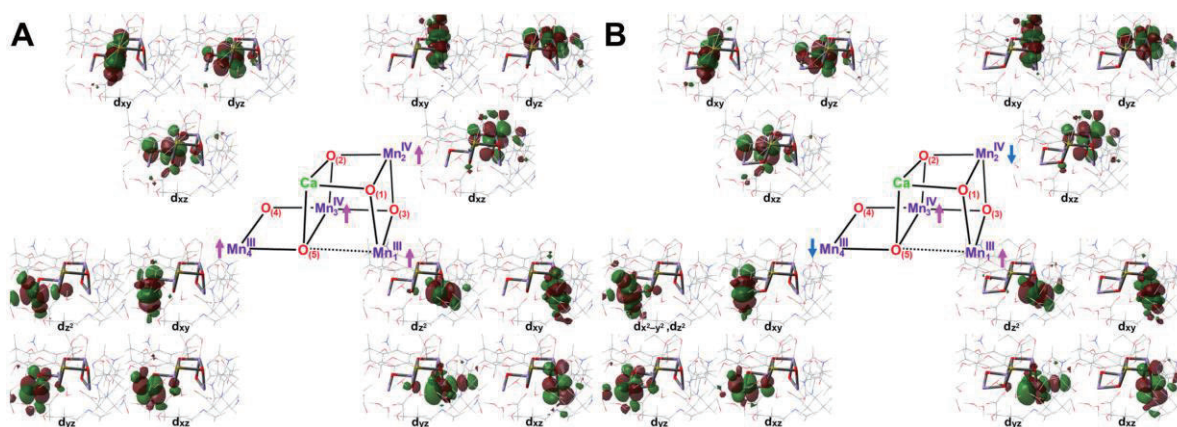 A
dxy
dyz
dxz
dxy
dyz
dxz
O(2)
Mn2IV
Ca
O(1)
O(4)
Mn3IV
O(3)
Mn4III
O(5)
Mn1III
dz²
dxy
dyz
dxz
dz²
dxy
dyz
dxz
B
dxy
dyz
dxz
dxy
dyz
dxz
O(2)
Mn2IV
Ca
O(1)
O(4)
Mn3IV
O(3)
Mn4III
O(5)
Mn1III
dx²–y²,dz²
dxy
dyz
dxz
dz²
dxy
dyz
dxz